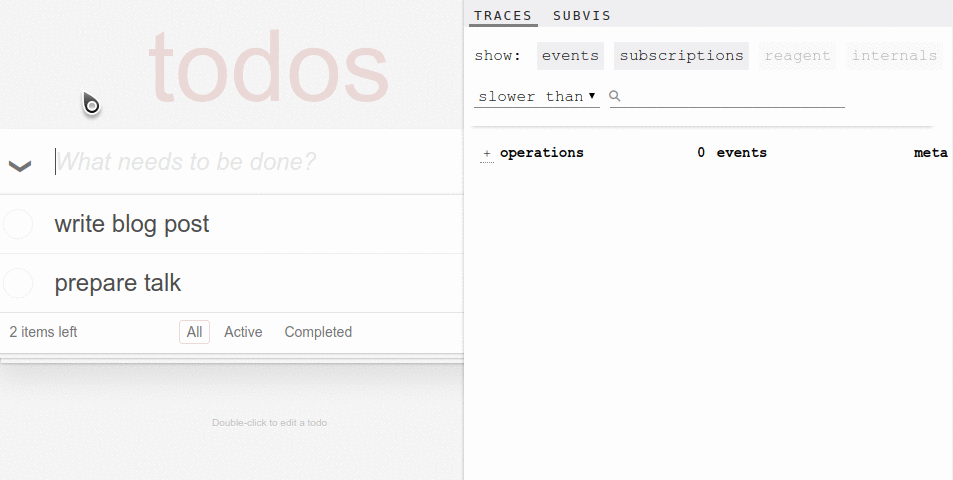 todos
What needs to be done?
write blog post
prepare talk
2 items left All Active Completed
Double-click to edit a todo
TRACES SUBVIS
show: events subscriptions reagent internals
slower than
+ operations 0 events meta